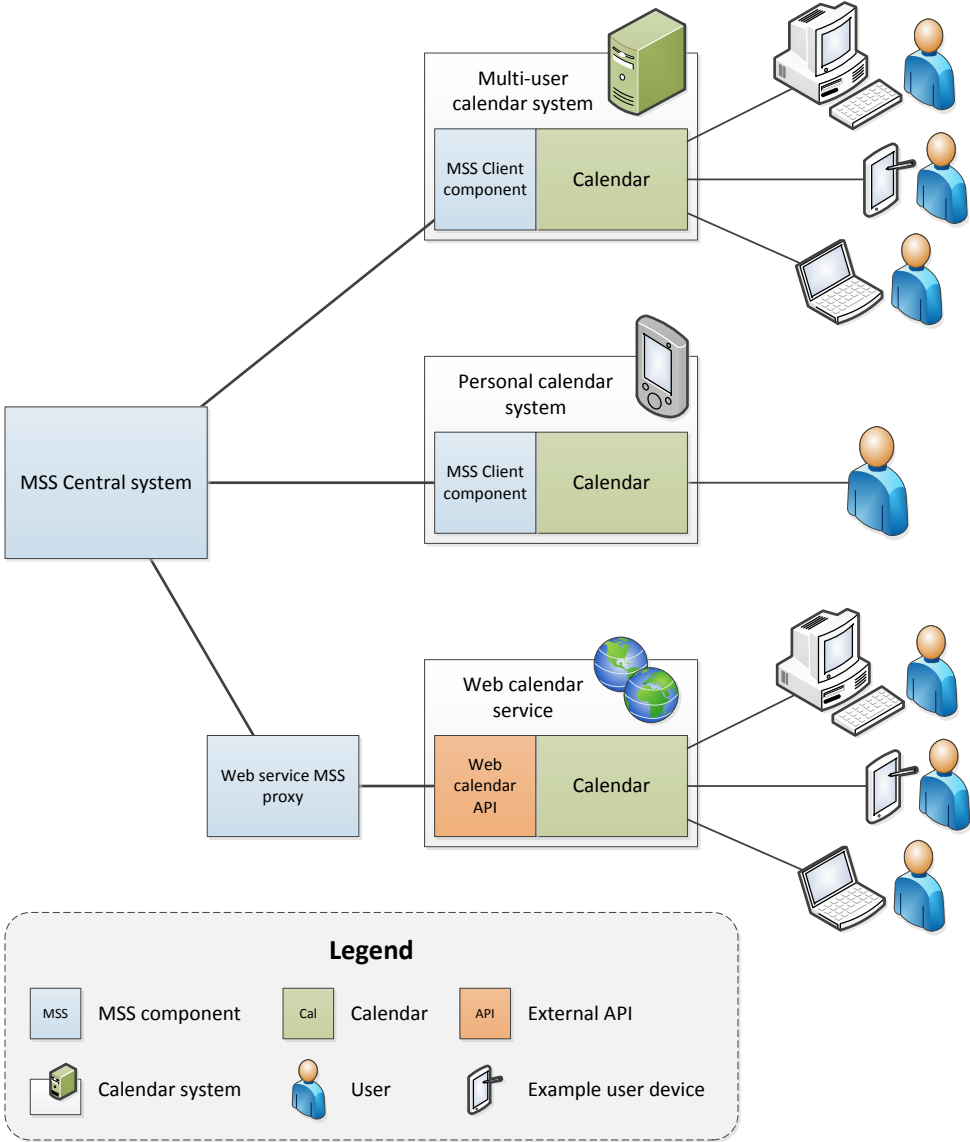 Multi-user
calendar system
MSS Client
component
Calendar
Personal calendar
system
MSS Client
component
Calendar
MSS Central system
Web calendar
service
Web
calendar
API
Calendar
Web service MSS
proxy
Legend
MSS
MSS component
Cal
Calendar
API
External API
Calendar system
User
Example user device